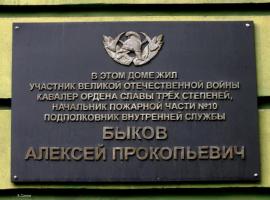 В ЭТОМ ДОМЕ ЖИЛ
УЧАСТНИК ВЕЛИКОЙ ОТЕЧЕСТВЕННОЙ ВОЙНЫ
КАВАЛЕР ОРДЕНА СЛАВЫ ТРЁХ СТЕПЕНЕЙ,
НАЧАЛЬНИК ПОЖАРНОЙ ЧАСТИ №10
ПОДПОЛКОВНИК ВНУТРЕННЕЙ СЛУЖБЫ
БЫКОВ
АЛЕКСЕЙ ПРОКОПЬЕВИЧ